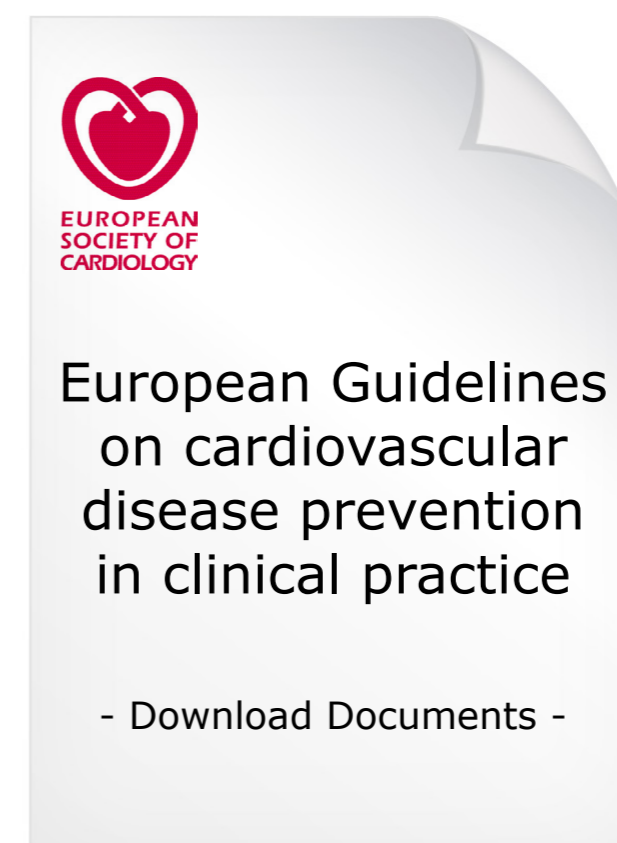 EUROPEAN
SOCIETY OF
CARDIOLOGY
European Guidelines
on cardiovascular
disease prevention
in clinical practice
- Download Documents -